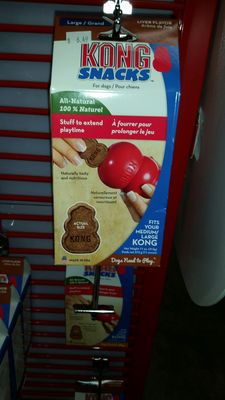 Large / Grand
LIVER FLAVOR
KONG
SNACKS
For dogs / Pour chiens
All-Natural
100 % Naturel
Stuff to extend
playtime
À fourrer pour
prolonger le jeu
Naturally tasty
and nutritious
Naturellement
savoureux et
nourrissant
ACTUAL
SIZE
KONG
FITS
YOUR
MEDIUM/
LARGE
KONG
Dogs Need to Play
KONG
SNACKS